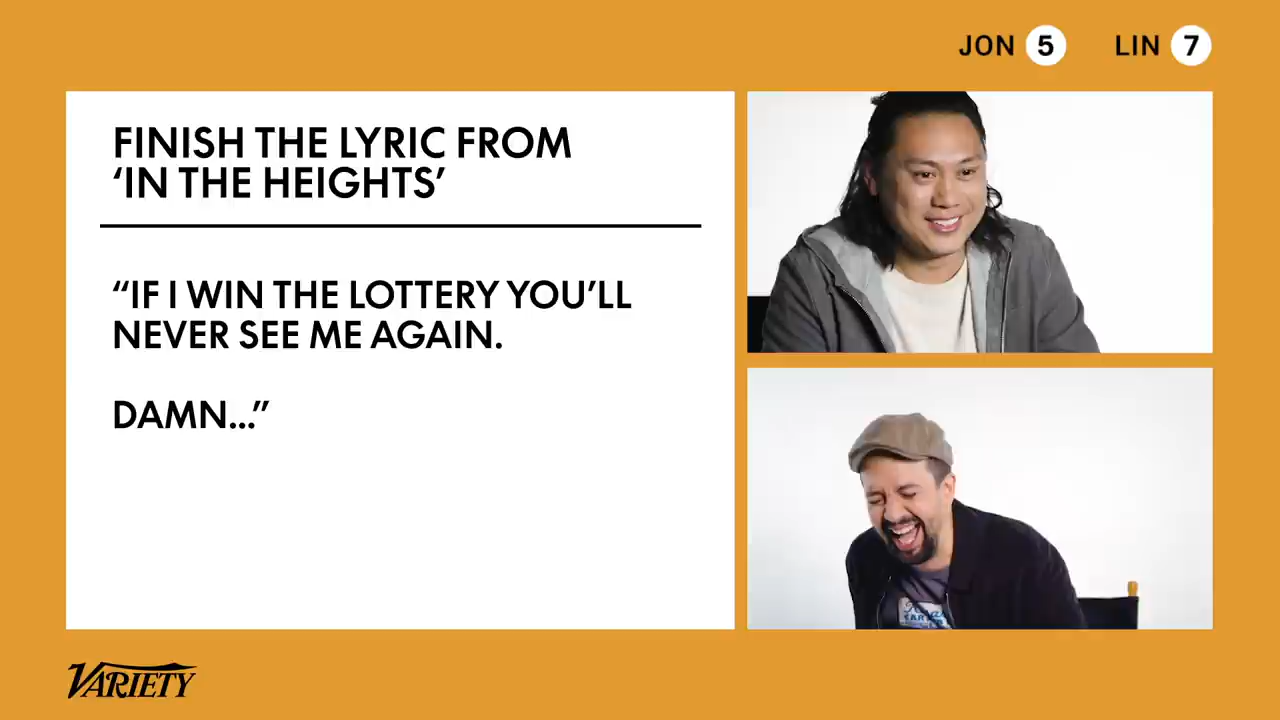 JON 5 LIN 7
FINISH THE LYRIC FROM
‘IN THE HEIGHTS’
“IF I WIN THE LOTTERY YOU’LL
NEVER SEE ME AGAIN.
DAMN...”
VARIETY